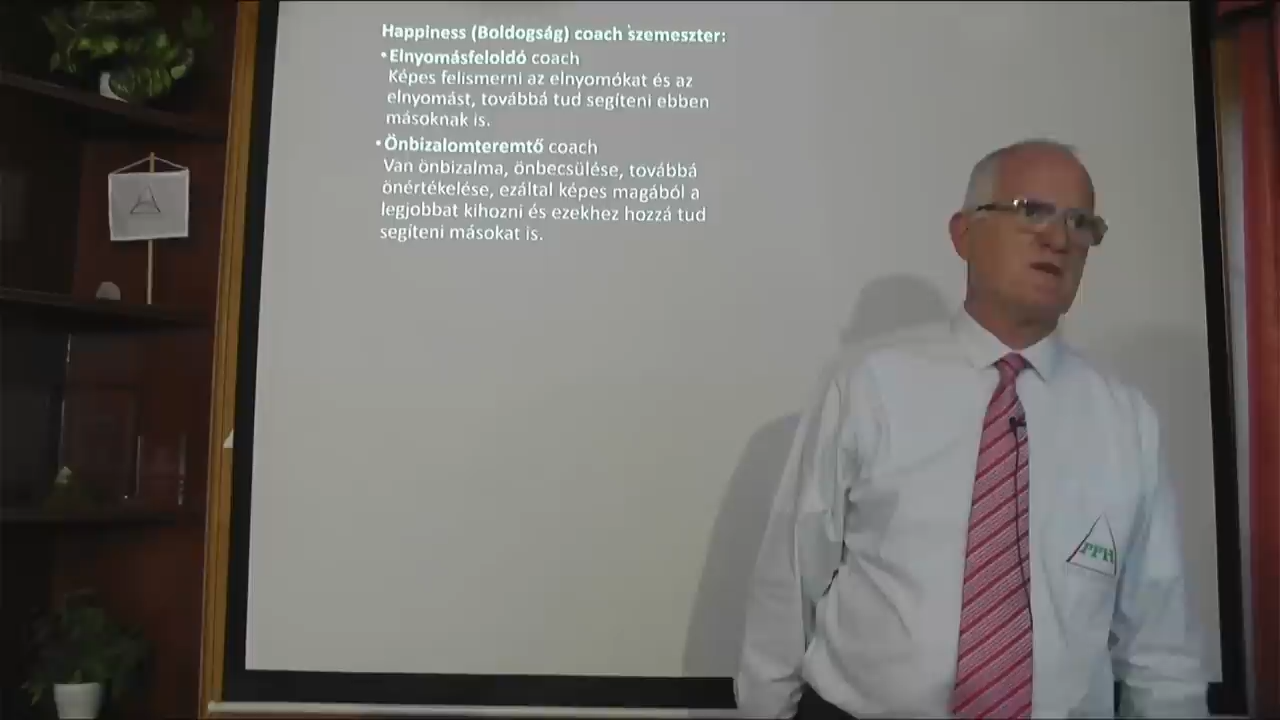 Happiness (Boldogság) coach szemeszter:
•Elnyomásfeloldó coach
Képes felismerni az elnyomókat és az
elnyomást, továbbá tud segíteni ebben
másoknak is.
•Önbizalomteremtő coach
Van önbizalma, önbecsülése, továbbá
önértékelése, ezáltal képes magából a
legjobbat kihozni és ezekhez hozzá tud
segíteni másokat is.
PPH